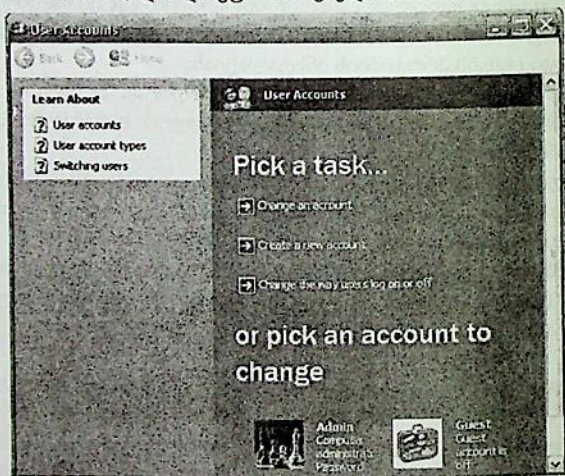 User Accounts
Back Home
Learn About
User accounts
User account types
Switching users
User Accounts
Pick a task...
Change an account
Create a new account
Change the way users log on or off
or pick an account to
change
Admin
Computer
administrat
Password
Guest
Guest
account is
off